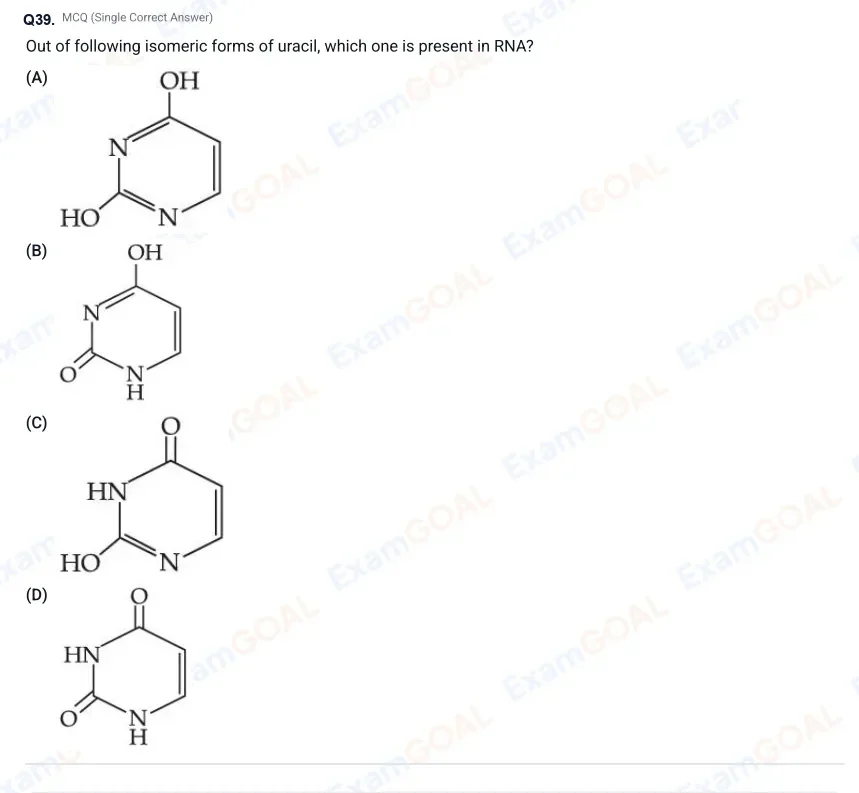 Q39. MCQ (Single Correct Answer)
Out of following isomeric forms of uracil, which one is present in RNA?
(A)
OH
N
HO
N
(B)
OH
N
O
N
H
(C)
O
HN
HO
N
(D)
O
HN
O
N
H
ExamGOAL